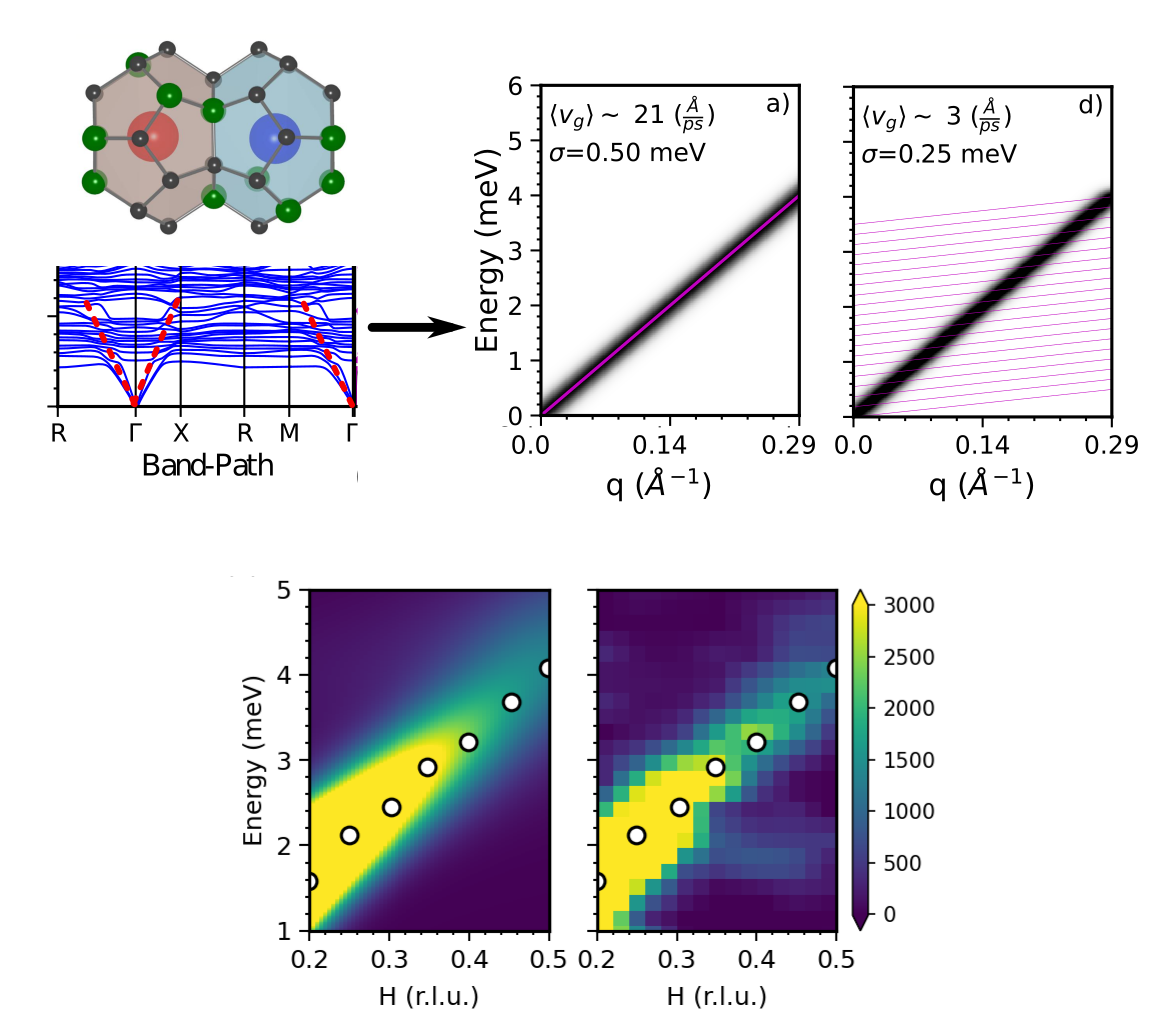 R Γ X R M Γ
Band-Path
Energy (meV)
6
5
4
3
2
1
0
⟨v_g⟩ ~ 21 (Å/ps)
a)
σ=0.50 meV
0.0 0.14 0.29
q (Å⁻¹)
⟨v_g⟩ ~ 3 (Å/ps)
d)
σ=0.25 meV
0.0 0.14 0.29
q (Å⁻¹)
Energy (meV)
5
4
3
2
1
0.2 0.3 0.4 0.5
H (r.l.u.)
0.2 0.3 0.4 0.5
H (r.l.u.)
3000
2500
2000
1500
1000
500
0